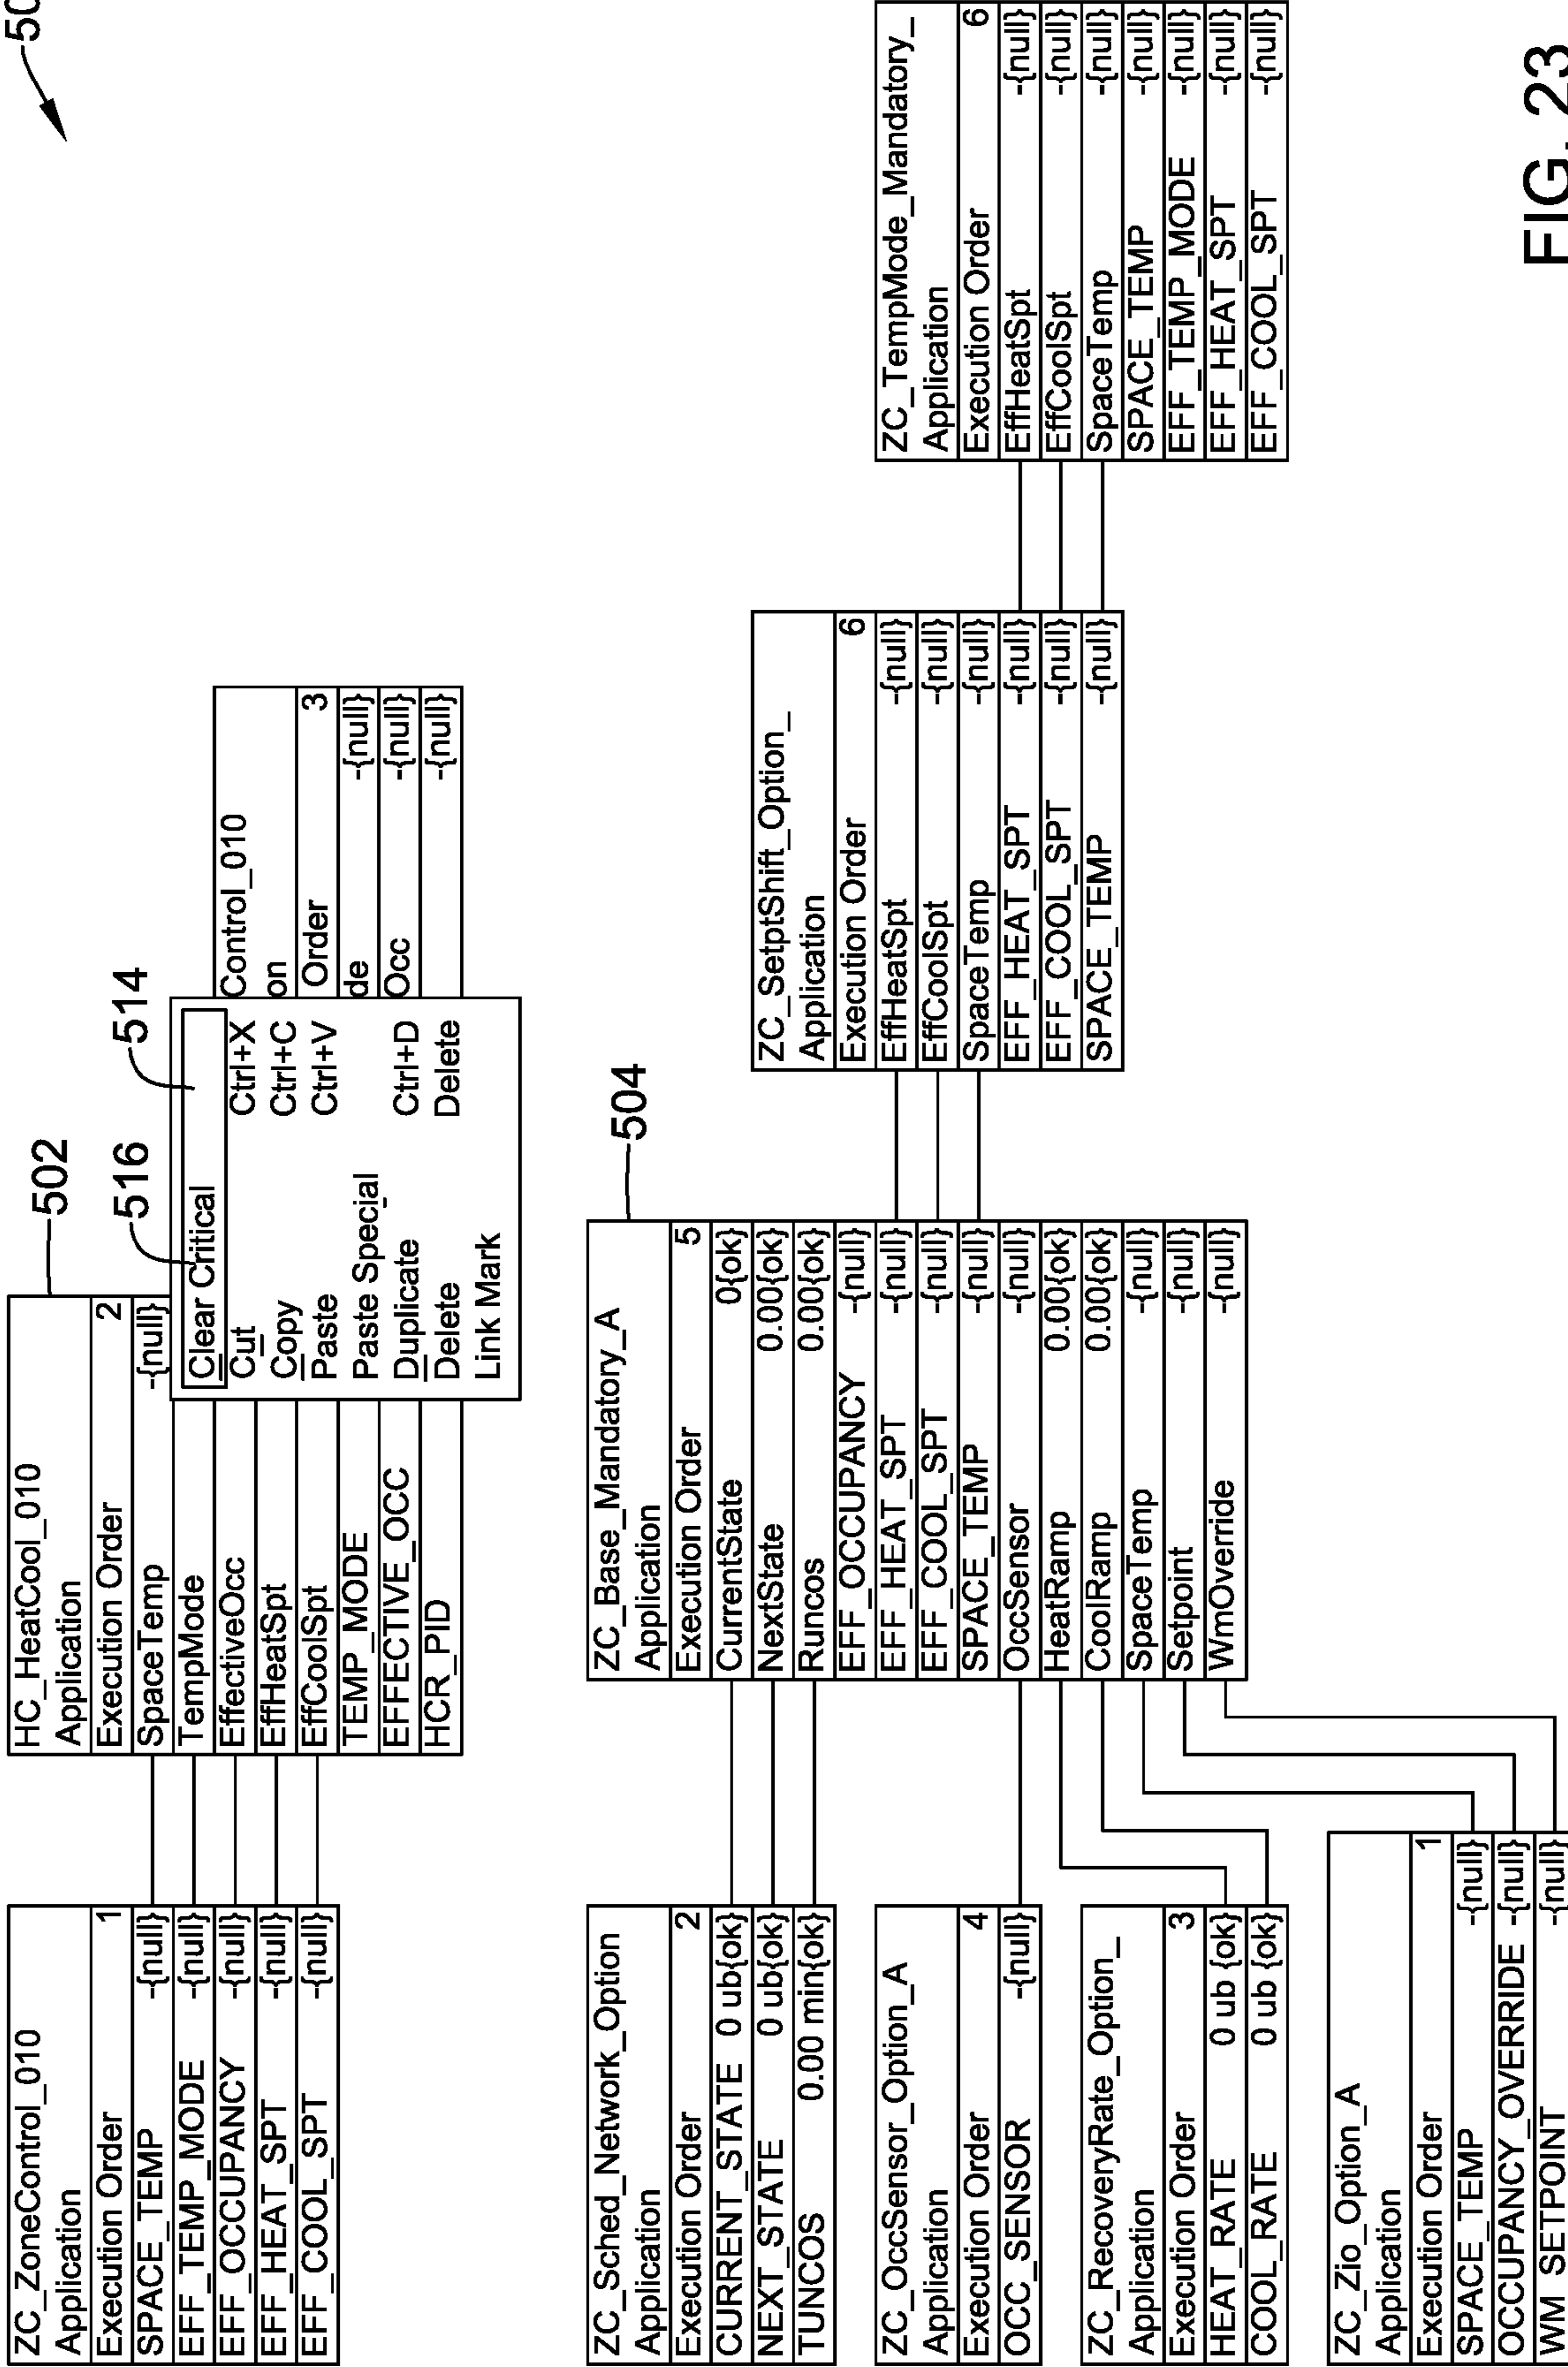 50
ZC_ZoneControl_010
Application
Execution Order 1
SPACE_TEMP -{null}
EFF_TEMP_MODE -{null}
EFF_OCCUPANCY -{null}
EFF_HEAT_SPT -{null}
EFF_COOL_SPT -{null}
502
HC_HeatCool_010
Application
Execution Order 2
SpaceTemp -{null}
TempMode
EffectiveOcc
EffHeatSpt
EffCoolSpt
TEMP_MODE
EFFECTIVE_OCC
HCR_PID
516
514
Clear Critical
Cut Ctrl+X
Copy Ctrl+C
Paste Ctrl+V
Paste Special
Duplicate Ctrl+D
Delete Delete
Link Mark
Control_010
on
Order 3
de -{null}
Occ -{null}
-{null}
ZC_Sched_Network_Option
Application
Execution Order 2
CURRENT_STATE 0 ub{ok}
NEXT_STATE 0 ub{ok}
TUNCOS 0.00 min{ok}
ZC_OccSensor_Option_A
Application
Execution Order 4
OCC_SENSOR -{null}
ZC_RecoveryRate_Option_
Application
Execution Order 3
HEAT_RATE 0 ub {ok}
COOL_RATE 0 ub {ok}
ZC_Zio_Option_A
Application
Execution Order 1
SPACE_TEMP -{null}
OCCUPANCY_OVERRIDE -{null}
WM_SETPOINT -{null}
504
ZC_Base_Mandatory_A
Application
Execution Order 5
CurrentState 0{ok}
NextState 0.00{ok}
Runcos 0.00{ok}
EFF_OCCUPANCY -{null}
EFF_HEAT_SPT -{null}
EFF_COOL_SPT -{null}
SPACE_TEMP -{null}
OccSensor -{null}
HeatRamp 0.00{ok}
CoolRamp 0.00{ok}
SpaceTemp -{null}
Setpoint -{null}
WmOverride -{null}
ZC_SetptShift_Option_
Application
Execution Order 6
EffHeatSpt -{null}
EffCoolSpt -{null}
SpaceTemp -{null}
EFF_HEAT_SPT -{null}
EFF_COOL_SPT -{null}
SPACE_TEMP -{null}
ZC_TempMode_Mandatory_
Application
Execution Order 6
EffHeatSpt -{null}
EffCoolSpt -{null}
SpaceTemp -{null}
SPACE_TEMP -{null}
EFF_TEMP_MODE -{null}
EFF_HEAT_SPT -{null}
EFF_COOL_SPT -{null}
FIG. 23